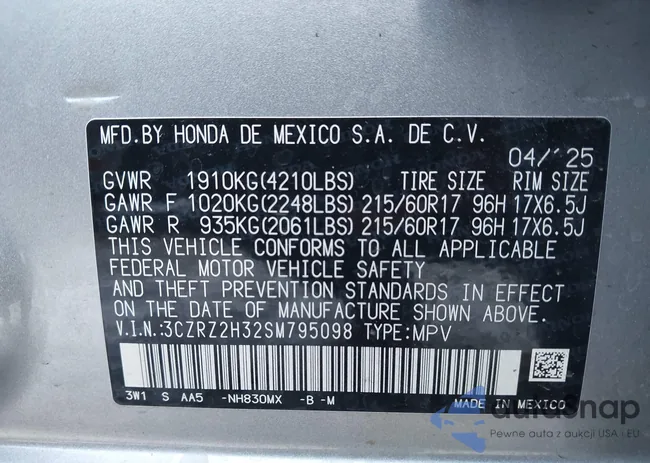 MFD.BY HONDA DE MEXICO S.A. DE C.V.
04/'25
GVWR 1910KG(4210LBS) TIRE SIZE RIM SIZE
GAWR F 1020KG(2248LBS) 215/60R17 96H 17X6.5J
GAWR R 935KG(2061LBS) 215/60R17 96H 17X6.5J
THIS VEHICLE CONFORMS TO ALL APPLICABLE
FEDERAL MOTOR VEHICLE SAFETY
AND THEFT PREVENTION STANDARDS IN EFFECT
ON THE DATE OF MANUFACTURE SHOWN ABOVE.
V.I.N.:3CZRZ2H32SM795098 TYPE:MPV
3W1 S AA5 -NH830MX -B -M
MADE IN MEXICO
autosnap
Pewne auta z aukcji USA i EU